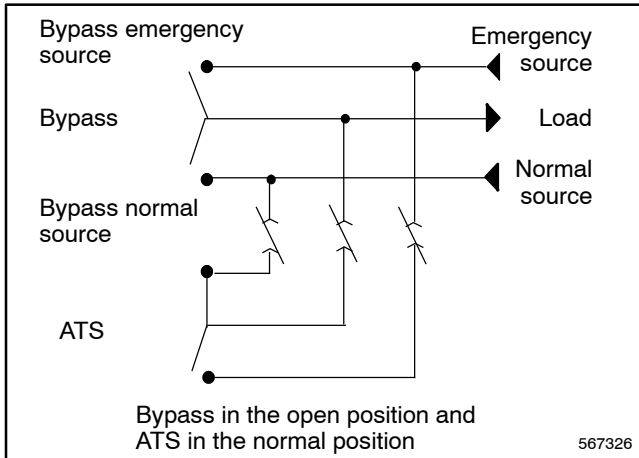 Bypass emergency
source
Emergency
source
Bypass
Load
Normal
source
Bypass normal
source
ATS
Bypass in the open position and
ATS in the normal position
567326